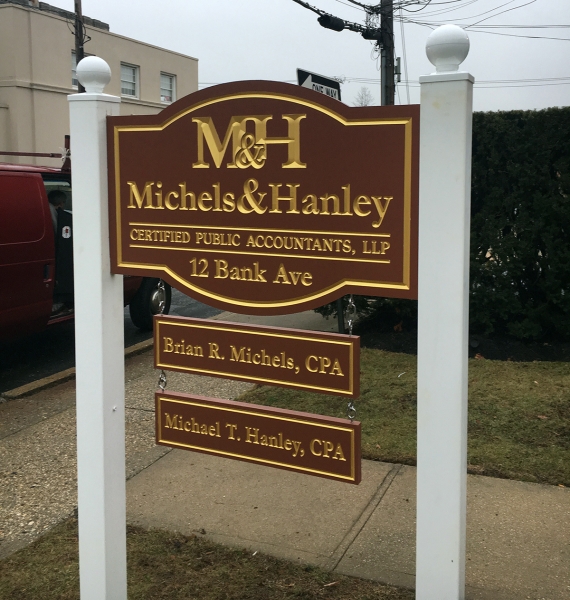 ONE WAY
M&H
Michels&Hanley
CERTIFIED PUBLIC ACCOUNTANTS, LLP
12 Bank Ave
Brian R. Michels, CPA
Michael T. Hanley, CPA